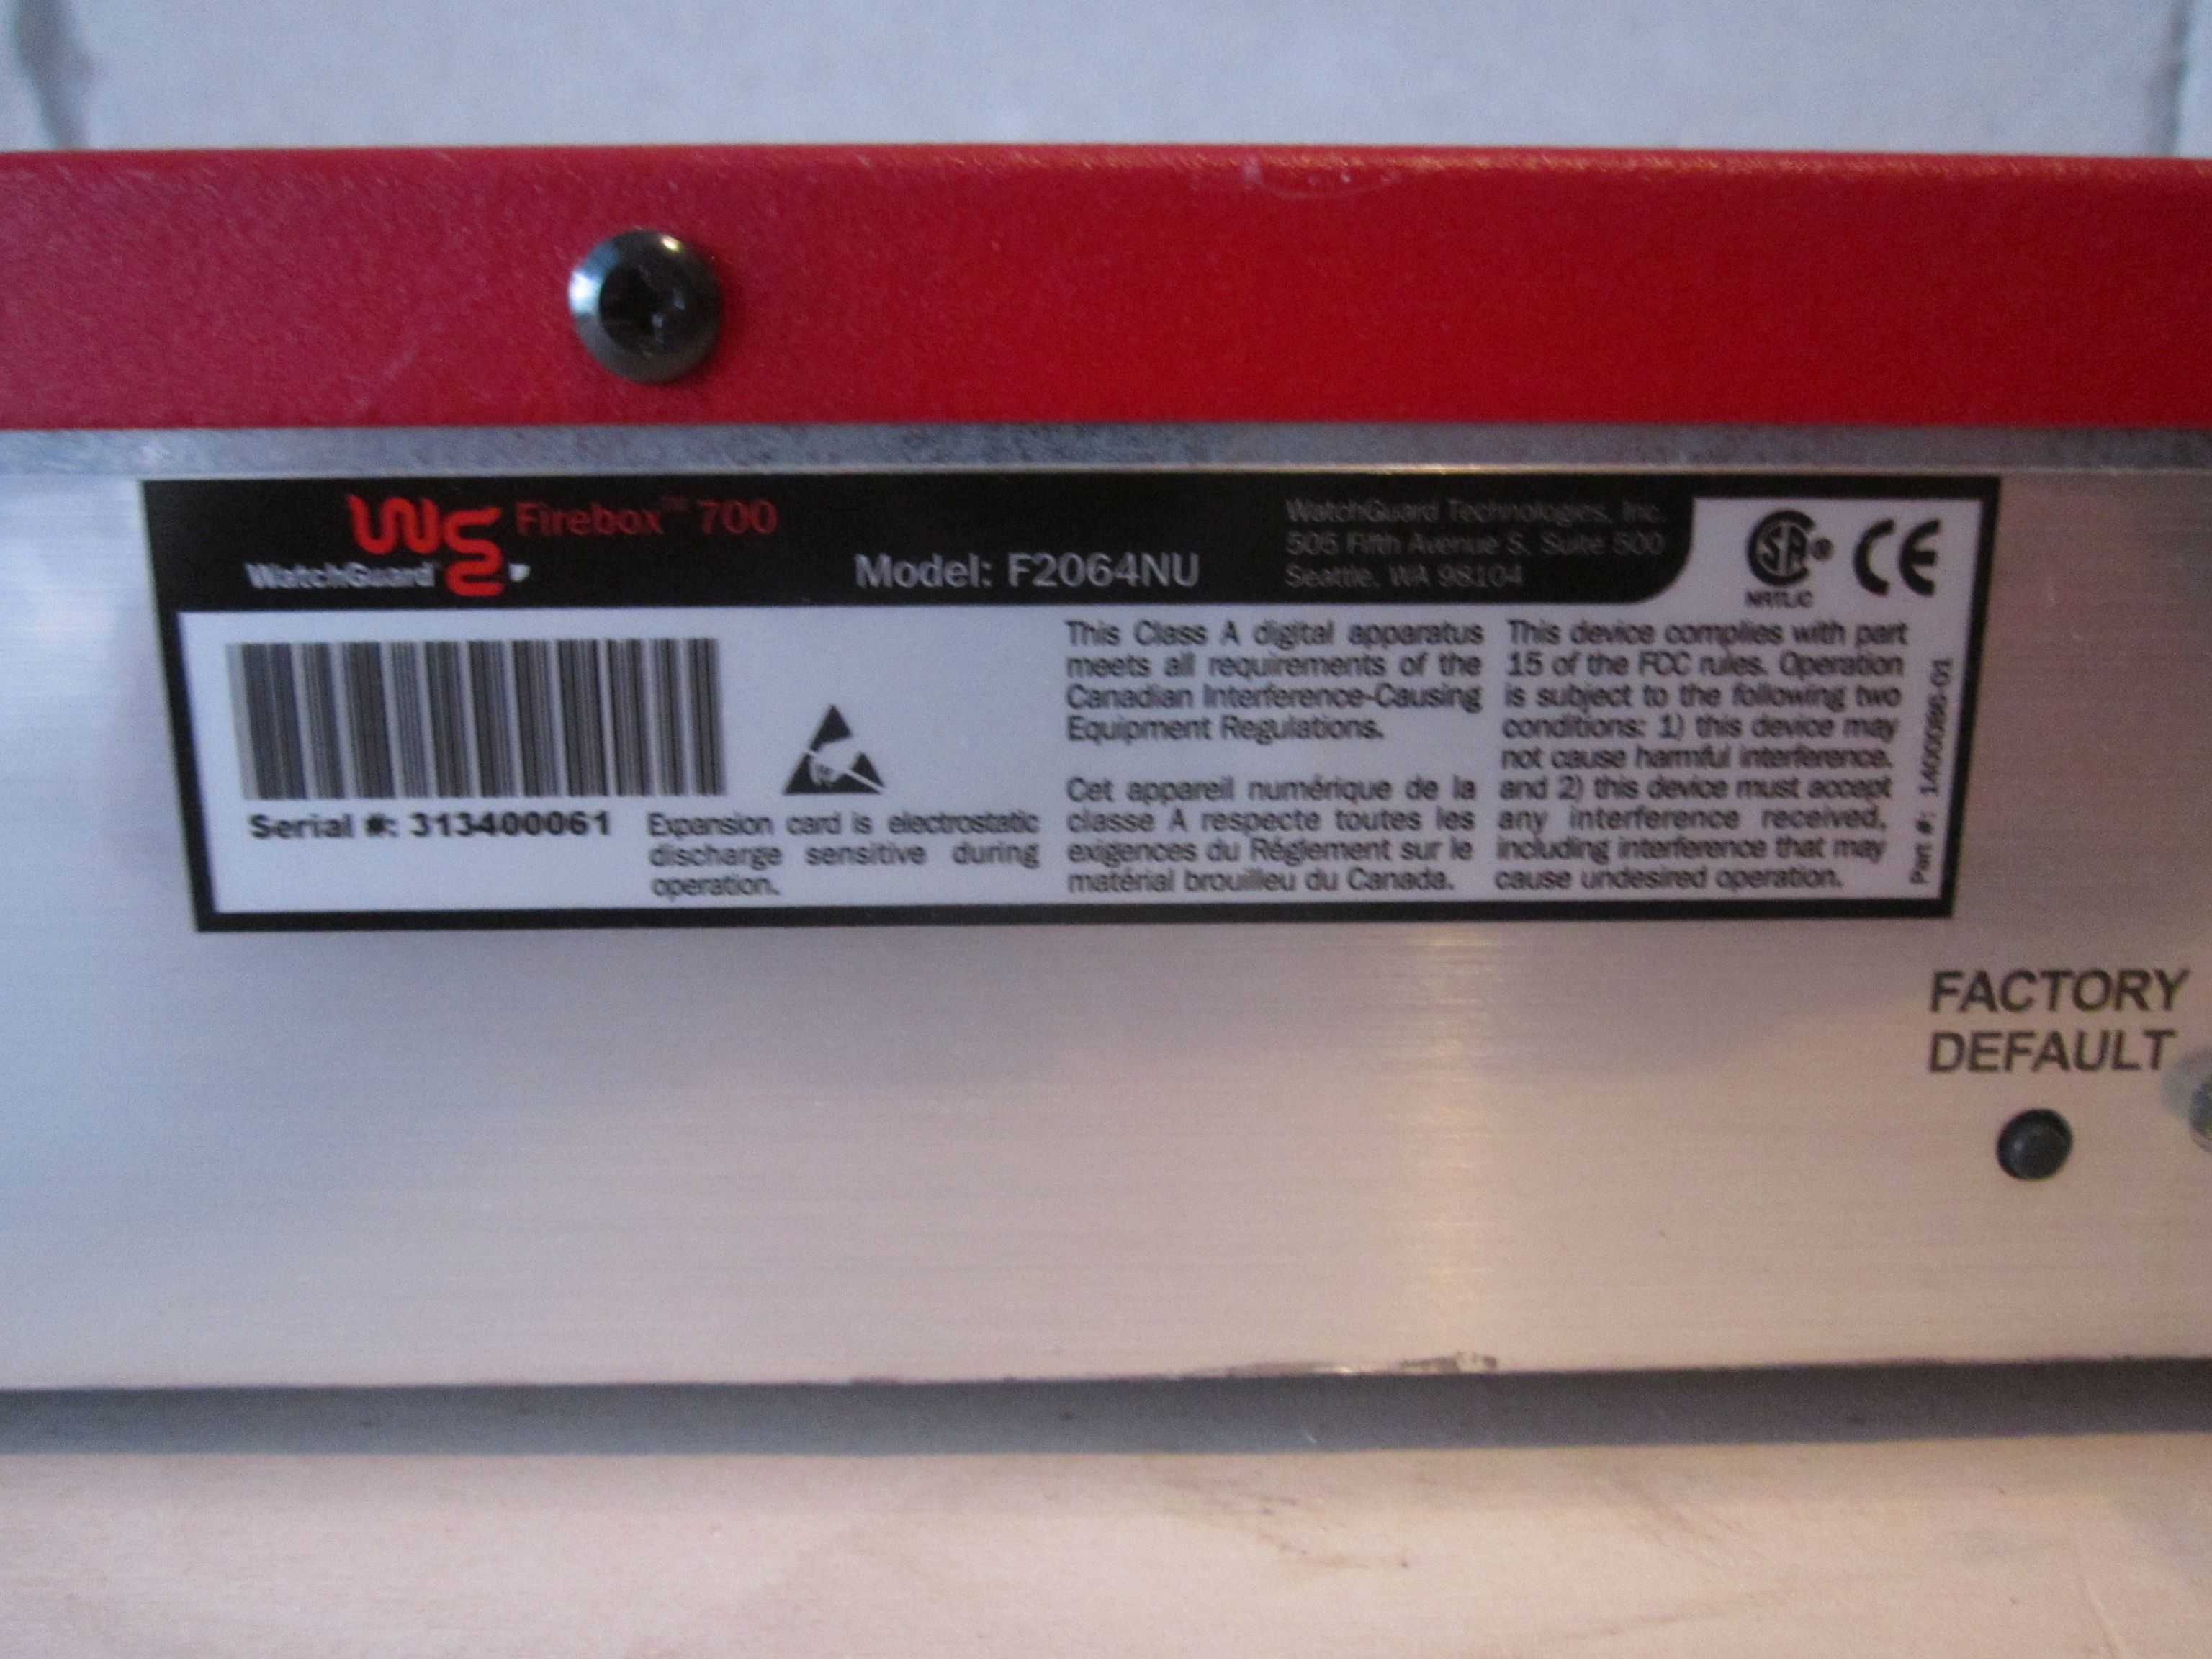 WS Firebox™ 700
WatchGuard®
Model: F2064NU
WatchGuard Technologies, Inc.
505 Fifth Avenue S, Suite 500
Seattle, WA 98104
SA®
NRTL/C
CE
Serial #: 313400061
Expansion card is electrostatic
discharge sensitive during
operation.
This Class A digital apparatus
meets all requirements of the
Canadian Interference-Causing
Equipment Regulations.
Cet appareil numérique de la
classe A respecte toutes les
exigences du Réglement sur le
matérial brouilleu du Canada.
This device complies with part
15 of the FCC rules. Operation
is subject to the following two
conditions: 1) this device may
not cause harmful interference.
and 2) this device must accept
any interference received,
including interference that may
cause undesired operation.
Part #: 1400086-01
FACTORY
DEFAULT